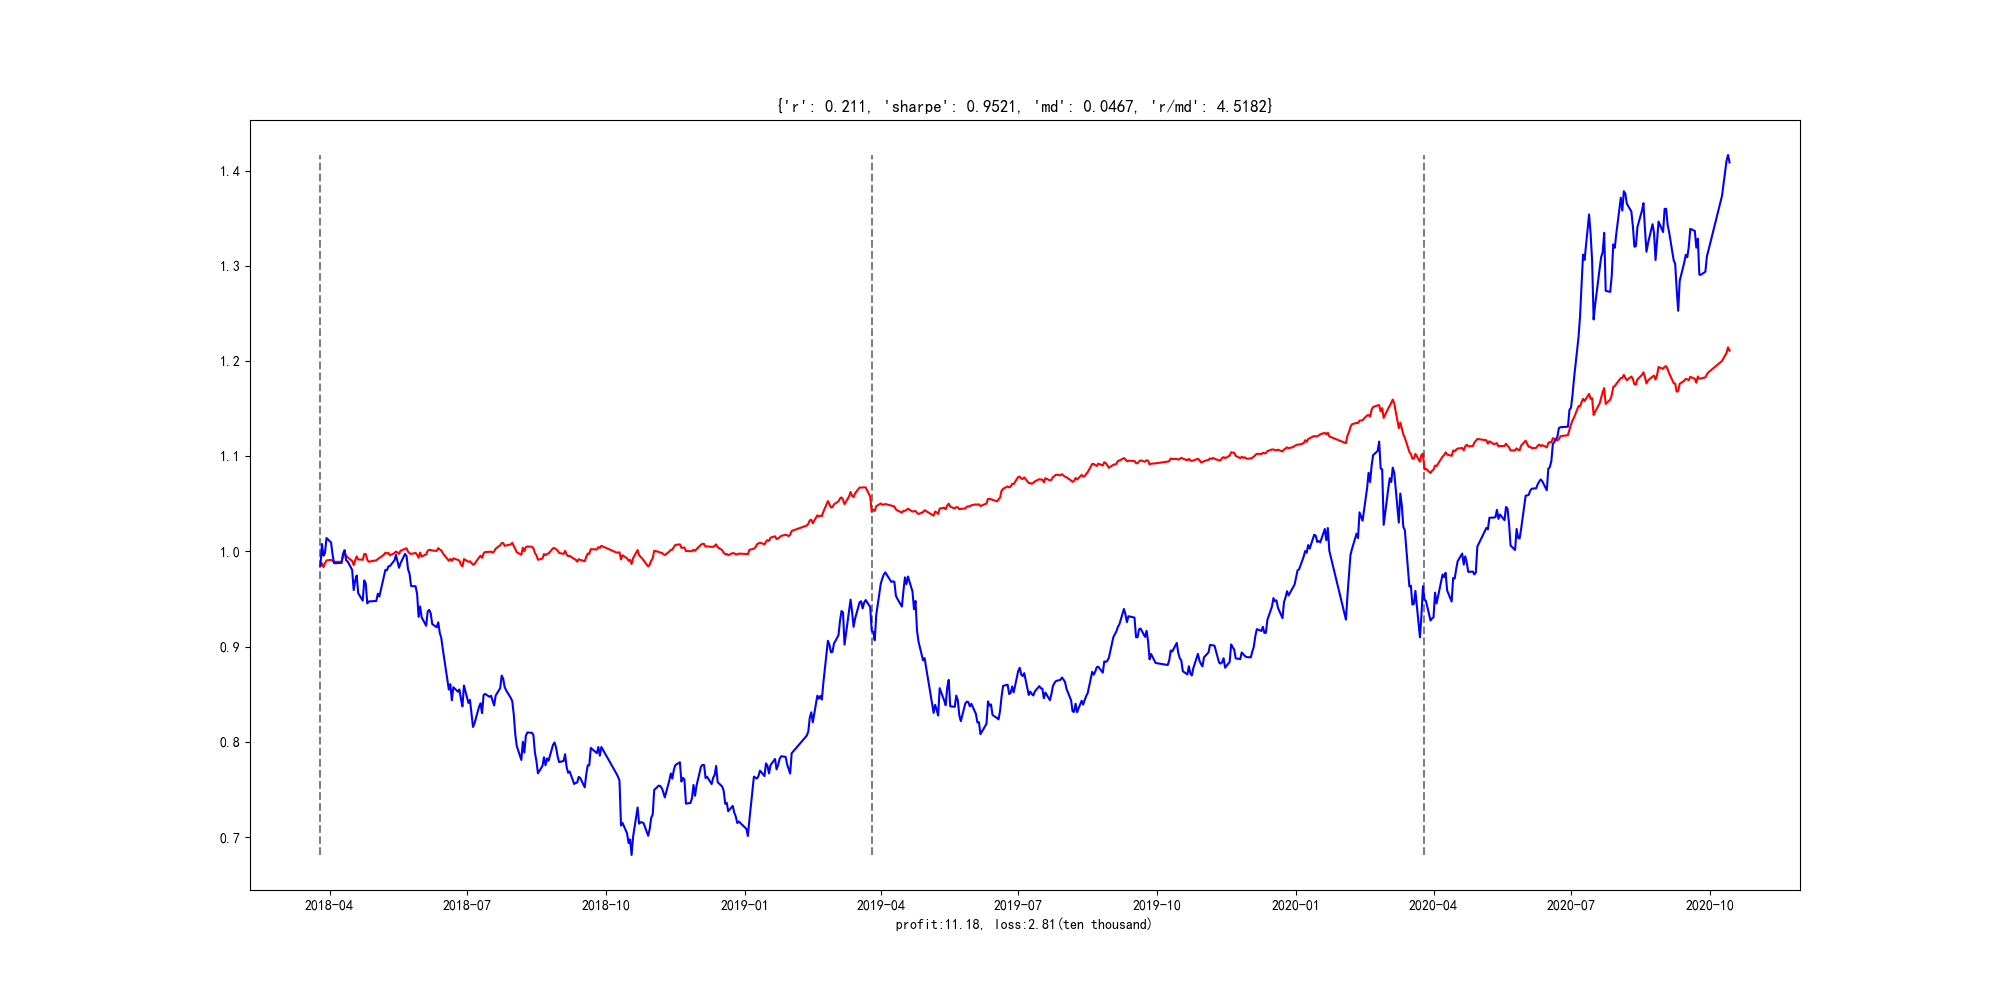 {'r': 0.211, 'sharpe': 0.9521, 'md': 0.0467, 'r/md': 4.5182}
1.4
1.3
1.2
1.1
1.0
0.9
0.8
0.7
2018-04 2018-07 2018-10 2019-01 2019-04 2019-07 2019-10 2020-01 2020-04 2020-07 2020-10
profit:11.18, loss:2.81(ten thousand)